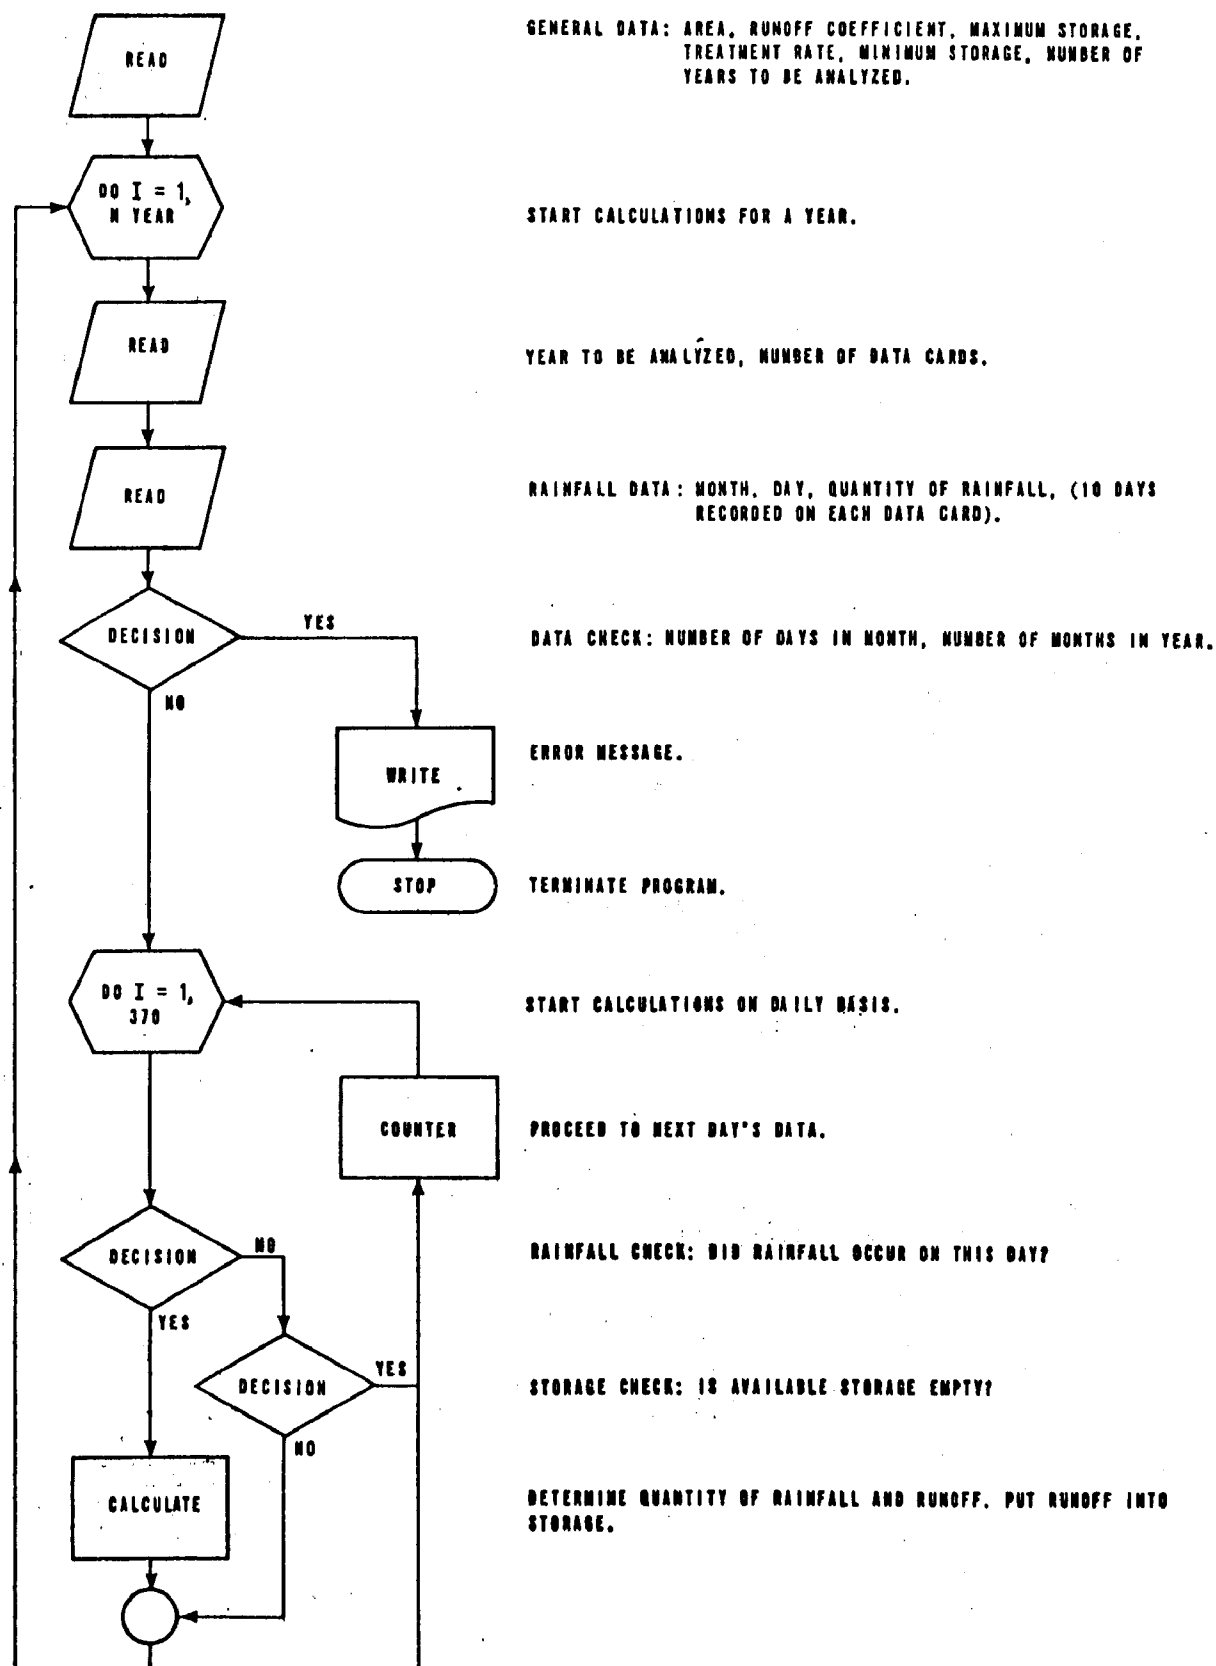 READ
GENERAL DATA: AREA, RUNOFF COEFFICIENT, MAXIMUM STORAGE,
TREATMENT RATE, MINIMUM STORAGE, NUMBER OF
YEARS TO BE ANALYZED.
DO I = 1,
N YEAR
START CALCULATIONS FOR A YEAR.
READ
YEAR TO BE ANALYZED, NUMBER OF DATA CARDS.
READ
RAINFALL DATA: MONTH, DAY, QUANTITY OF RAINFALL, (10 DAYS
RECORDED ON EACH DATA CARD).
DECISION
YES
DATA CHECK: NUMBER OF DAYS IN MONTH, NUMBER OF MONTHS IN YEAR.
NO
WRITE
ERROR MESSAGE.
STOP
TERMINATE PROGRAM.
DO I = 1,
370
START CALCULATIONS ON DAILY BASIS.
COUNTER
PROCEED TO NEXT DAY'S DATA.
DECISION
NO
RAINFALL CHECK: DID RAINFALL OCCUR ON THIS DAY?
YES
DECISION
YES
STORAGE CHECK: IS AVAILABLE STORAGE EMPTY?
NO
CALCULATE
DETERMINE QUANTITY OF RAINFALL AND RUNOFF. PUT RUNOFF INTO
STORAGE.